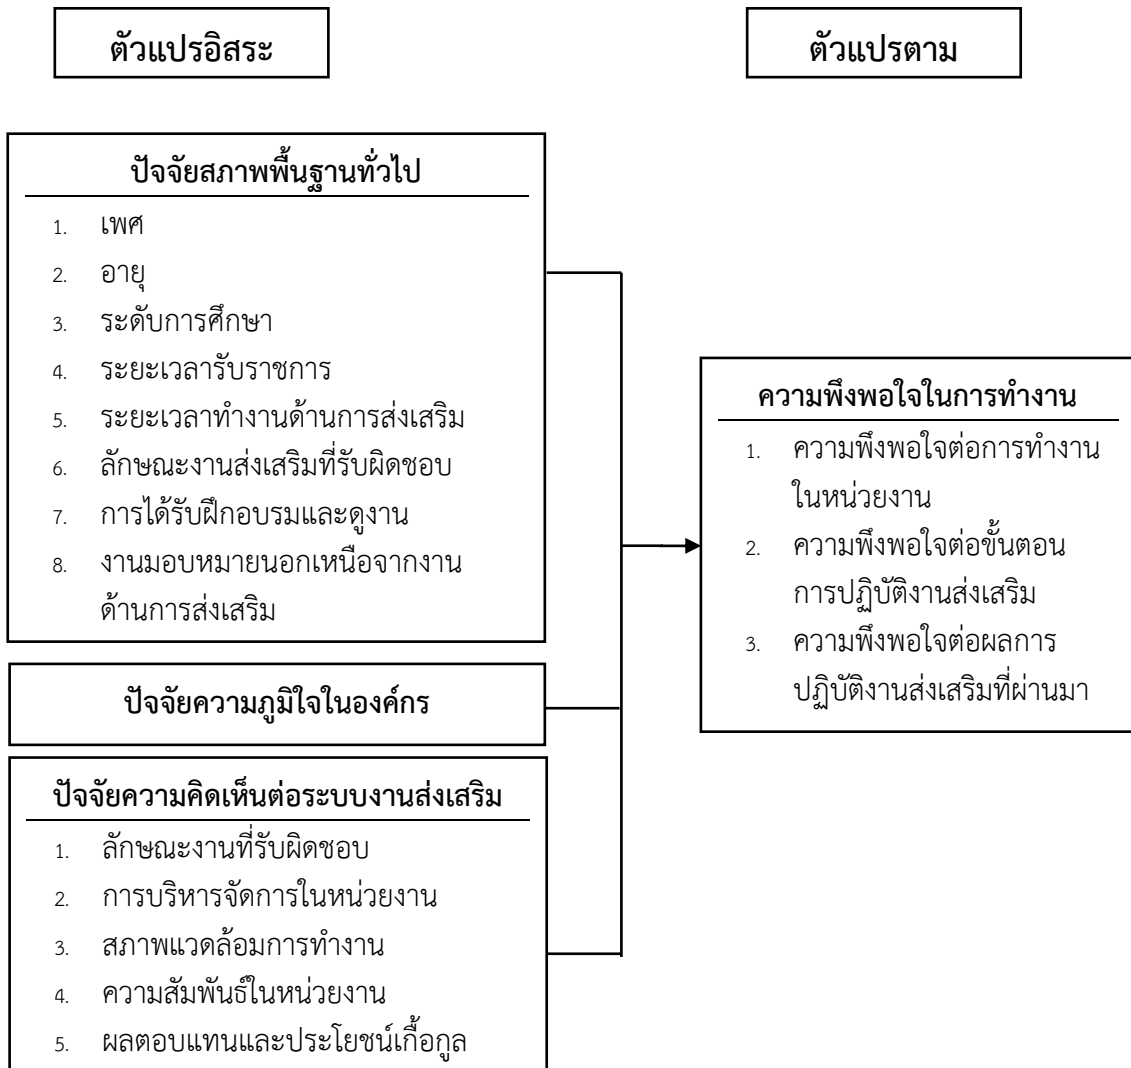 ตัวแปรอิสระ
ตัวแปรตาม
ปัจจัยสภาพพื้นฐานทั่วไป
1. เพศ
2. อายุ
3. ระดับการศึกษา
4. ระยะเวลารับราชการ
5. ระยะเวลาทำงานด้านการส่งเสริม
6. ลักษณะงานส่งเสริมที่รับผิดชอบ
7. การได้รับฝึกอบรมและดูงาน
8. งานมอบหมายนอกเหนือจากงาน
ด้านการส่งเสริม
ปัจจัยความภูมิใจในองค์กร
ปัจจัยความคิดเห็นต่อระบบงานส่งเสริม
1. ลักษณะงานที่รับผิดชอบ
2. การบริหารจัดการในหน่วยงาน
3. สภาพแวดล้อมการทำงาน
4. ความสัมพันธ์ในหน่วยงาน
5. ผลตอบแทนและประโยชน์เกื้อกูล
ความพึงพอใจในการทำงาน
1. ความพึงพอใจต่อการทำงาน
ในหน่วยงาน
2. ความพึงพอใจต่อขั้นตอน
การปฏิบัติงานส่งเสริม
3. ความพึงพอใจต่อผลการ
ปฏิบัติงานส่งเสริมที่ผ่านมา